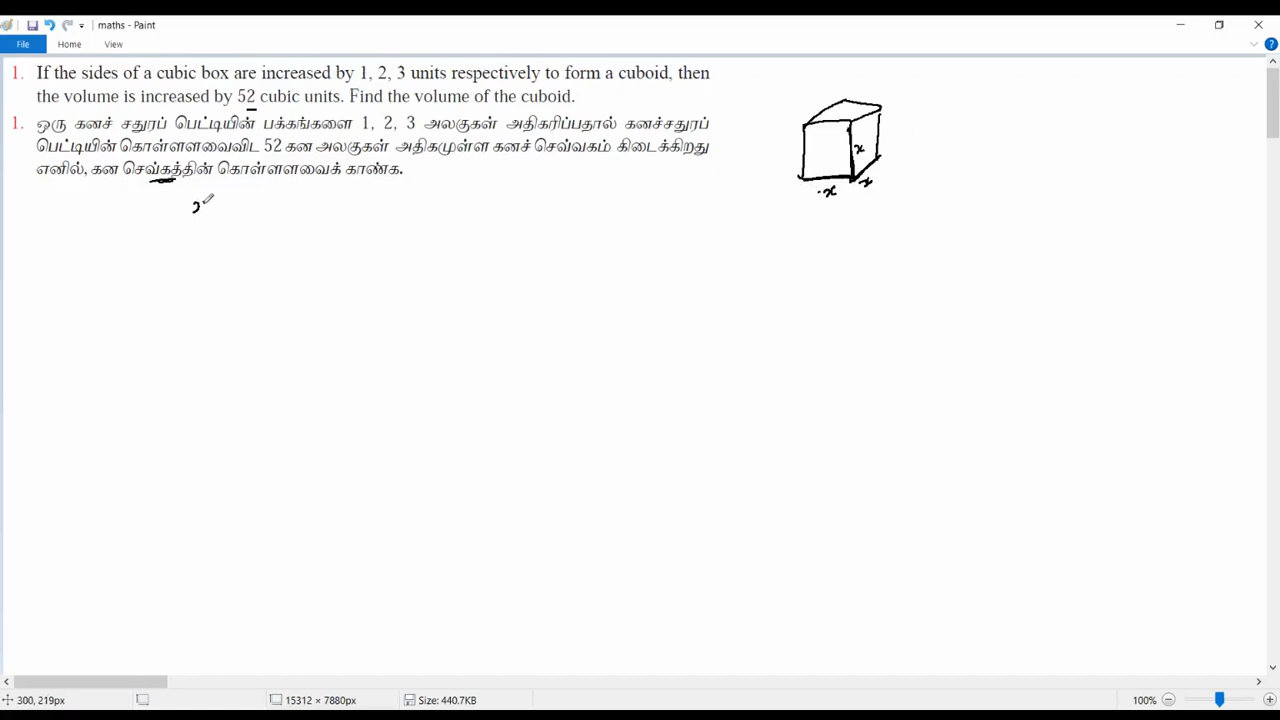 maths - Paint
File Home View
1. If the sides of a cubic box are increased by 1, 2, 3 units respectively to form a cuboid, then
the volume is increased by 52 cubic units. Find the volume of the cuboid.
1. ஒரு கனச் சதுரப் பெட்டியின் பக்கங்களை 1, 2, 3 அலகுகள் அதிகரிப்பதால் கனச்சதுரப்
பெட்டியின் கொள்ளளவைவிட 52 கன அலகுகள் அதிகமுள்ள கனச் செவ்வகம் கிடைக்கிறது
எனில், கன செவ்கத்தின் கொள்ளளவைக் காண்க.
x
x
x
300, 219px
15312 × 7880px
Size: 440.7KB
100%